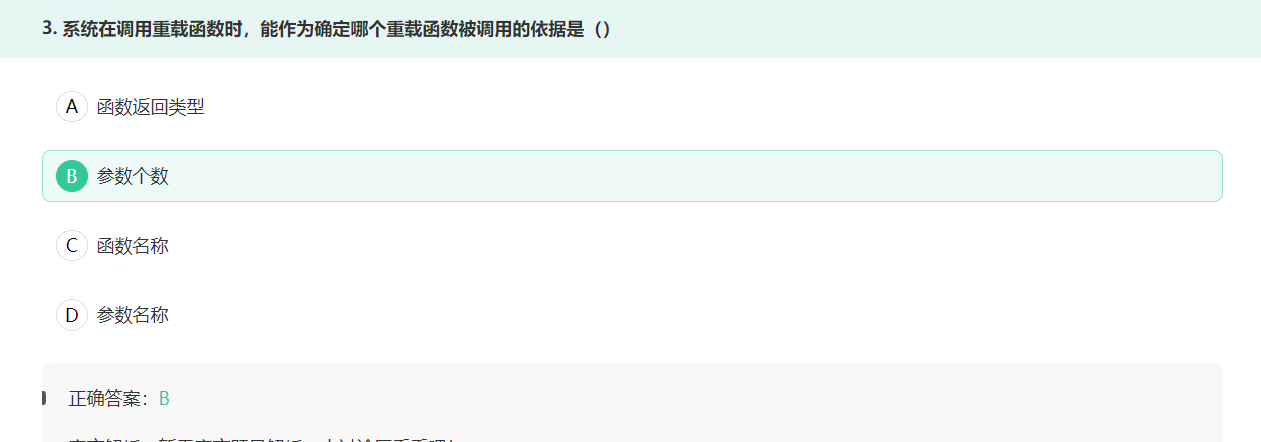 3. 系统在调用重载函数时，能作为确定哪个重载函数被调用的依据是（）
A 函数返回类型
B 参数个数
C 函数名称
D 参数名称
正确答案：B